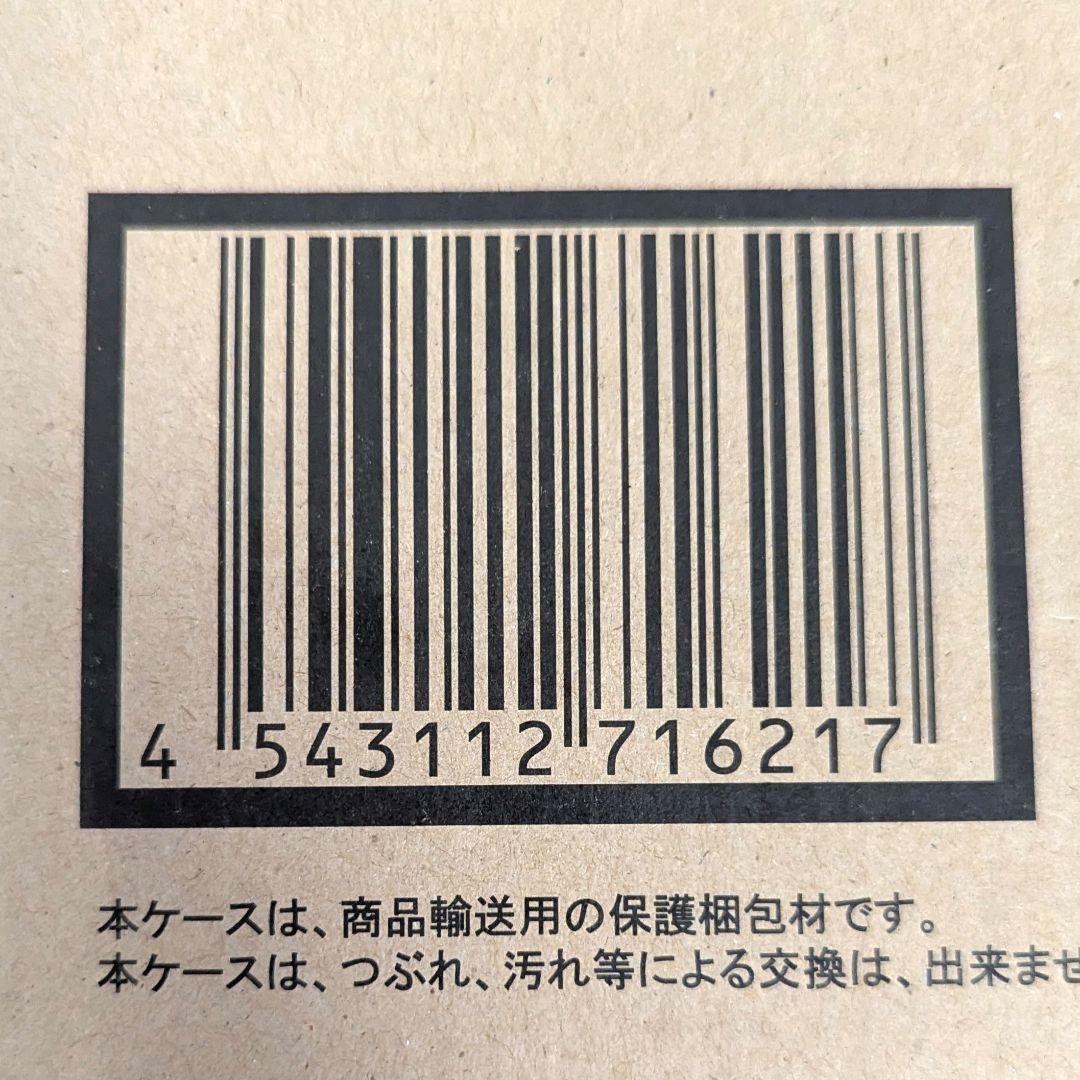 4 543112 716217
本ケースは、商品輸送用の保護梱包材です。
本ケースは、つぶれ、汚れ等による交換は、出来ませ